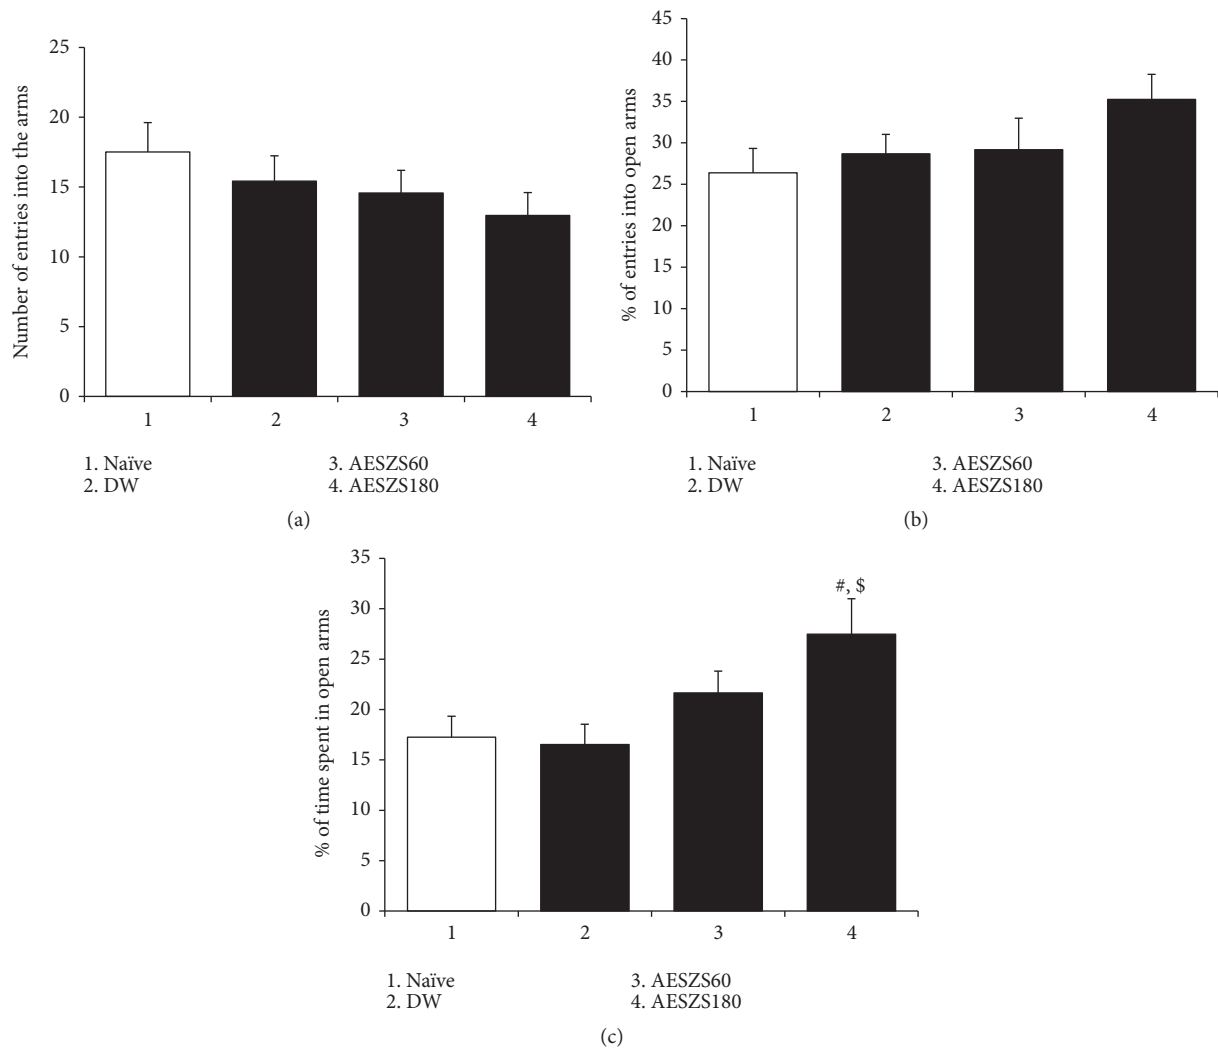 Number of entries into the arms
25
20
15
10
5
0
1 2 3 4
1. Naïve 3. AESZS60
2. DW 4. AESZS180
(a)
% of entries into open arms
45
40
35
30
25
20
15
10
5
0
1 2 3 4
1. Naïve 3. AESZS60
2. DW 4. AESZS180
(b)
% of time spent in open arms
35
30
25
20
15
10
5
0
#, $
1 2 3 4
1. Naïve 3. AESZS60
2. DW 4. AESZS180
(c)